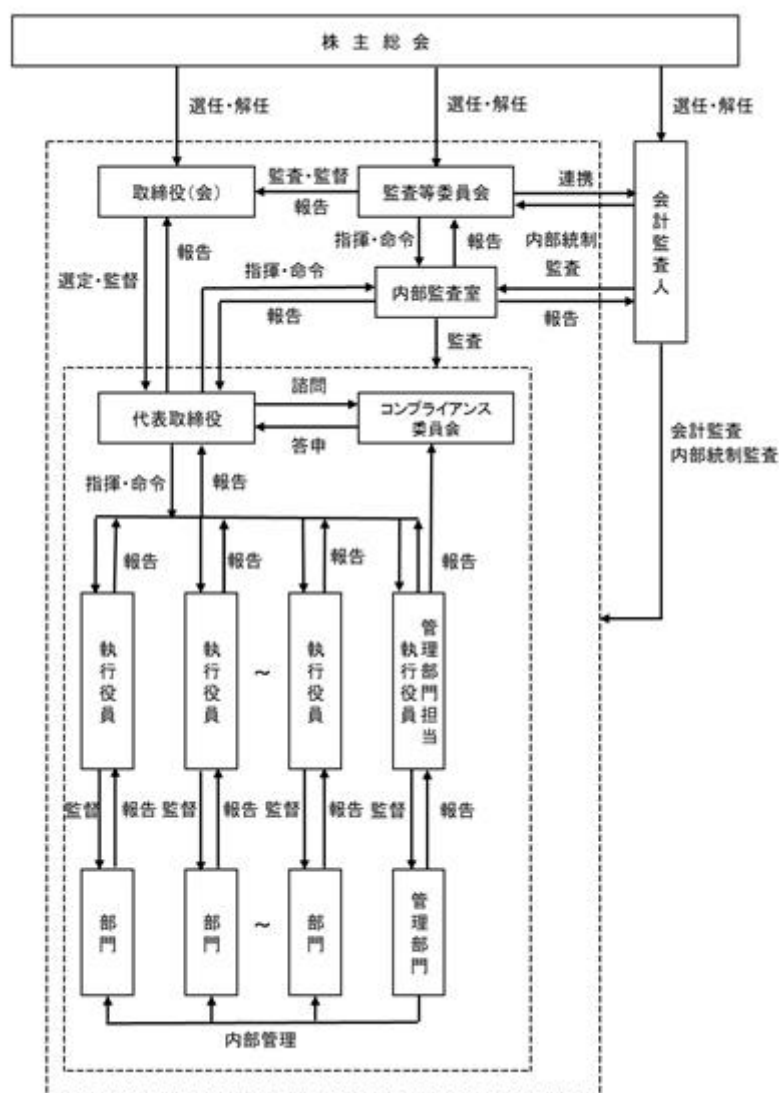 株主総会
選任・解任
選任・解任
選任・解任
取締役(会)
監査・監督
報告
監査等委員会
連携
会計監査人
選定・監督
報告
指揮・命令
報告
内部統制
監査
指揮・命令
報告
内部監査室
報告
監査
代表取締役
諮問
答申
コンプライアンス
委員会
会計監査
内部統制監査
指揮・命令
報告
報告
報告
報告
報告
執行役員
執行役員
~
執行役員
管理部門担当
執行役員
監督
報告
監督
報告
監督
報告
監督
報告
部門
部門
~
部門
管理部門
内部管理